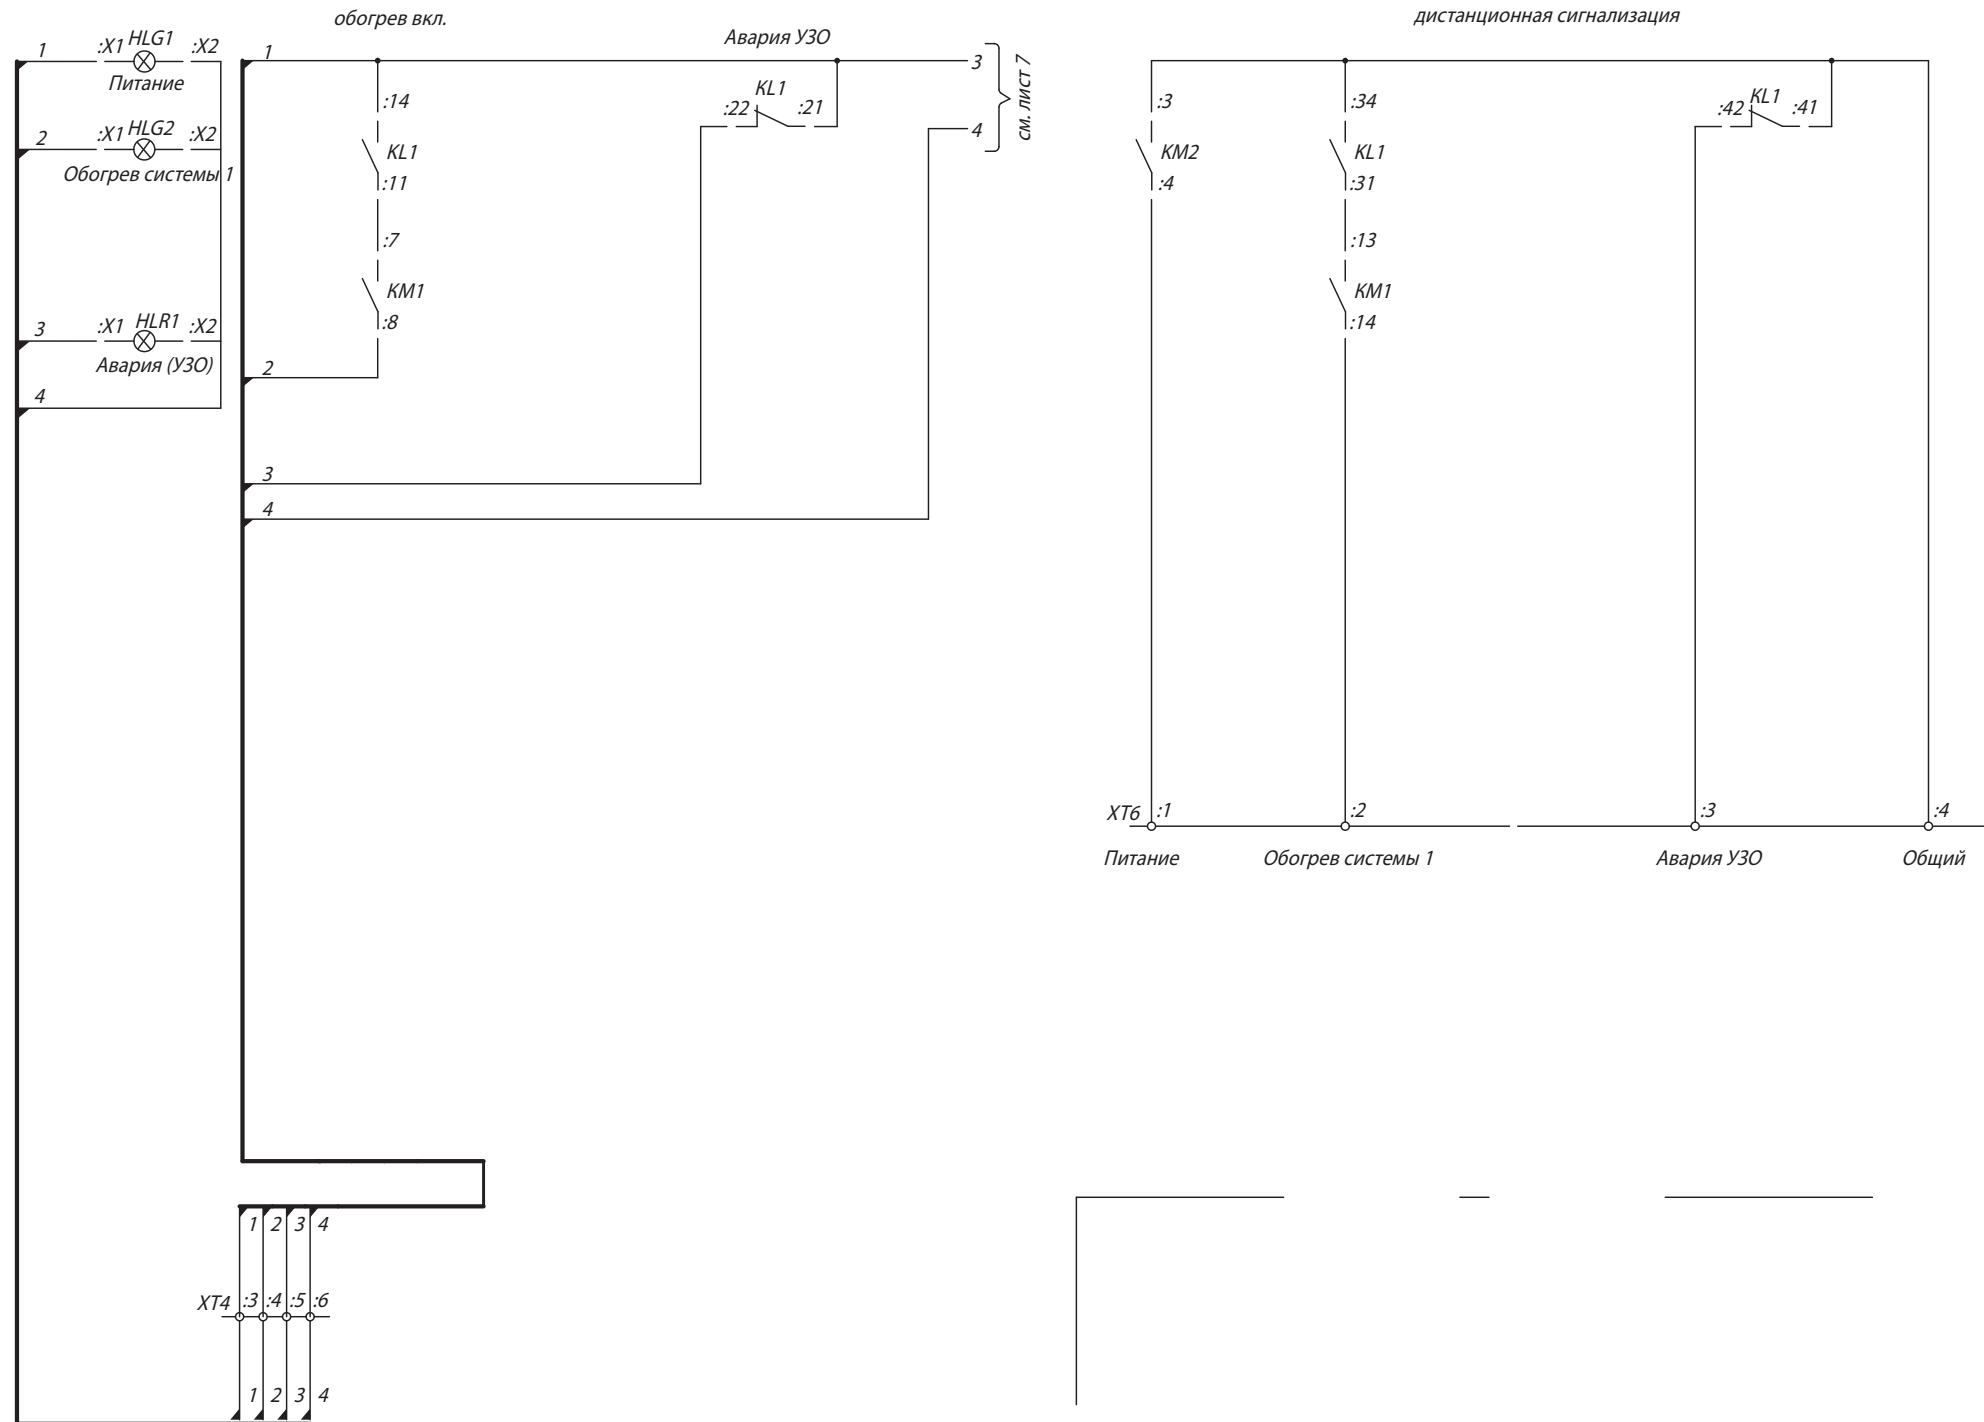 обогрев вкл.
дистанционная сигнализация
1 :X1 HLG1 :X2
Питание
2 :X1 HLG2 :X2
Обогрев системы 1
3 :X1 HLR1 :X2
Авария (УЗО)
4
1
Авария УЗО
3
:14
KL1
:22 :21
4
см. лист 7
KL1
:11
:7
KM1
:8
2
3
4
:3
KM2
:4
:34
KL1
:31
:13
KM1
:14
KL1
:42 :41
XT6 :1 :2 :3 :4
Питание Обогрев системы 1 Авария УЗО Общий
1 2 3 4
XT4 :3 :4 :5 :6
1 2 3 4